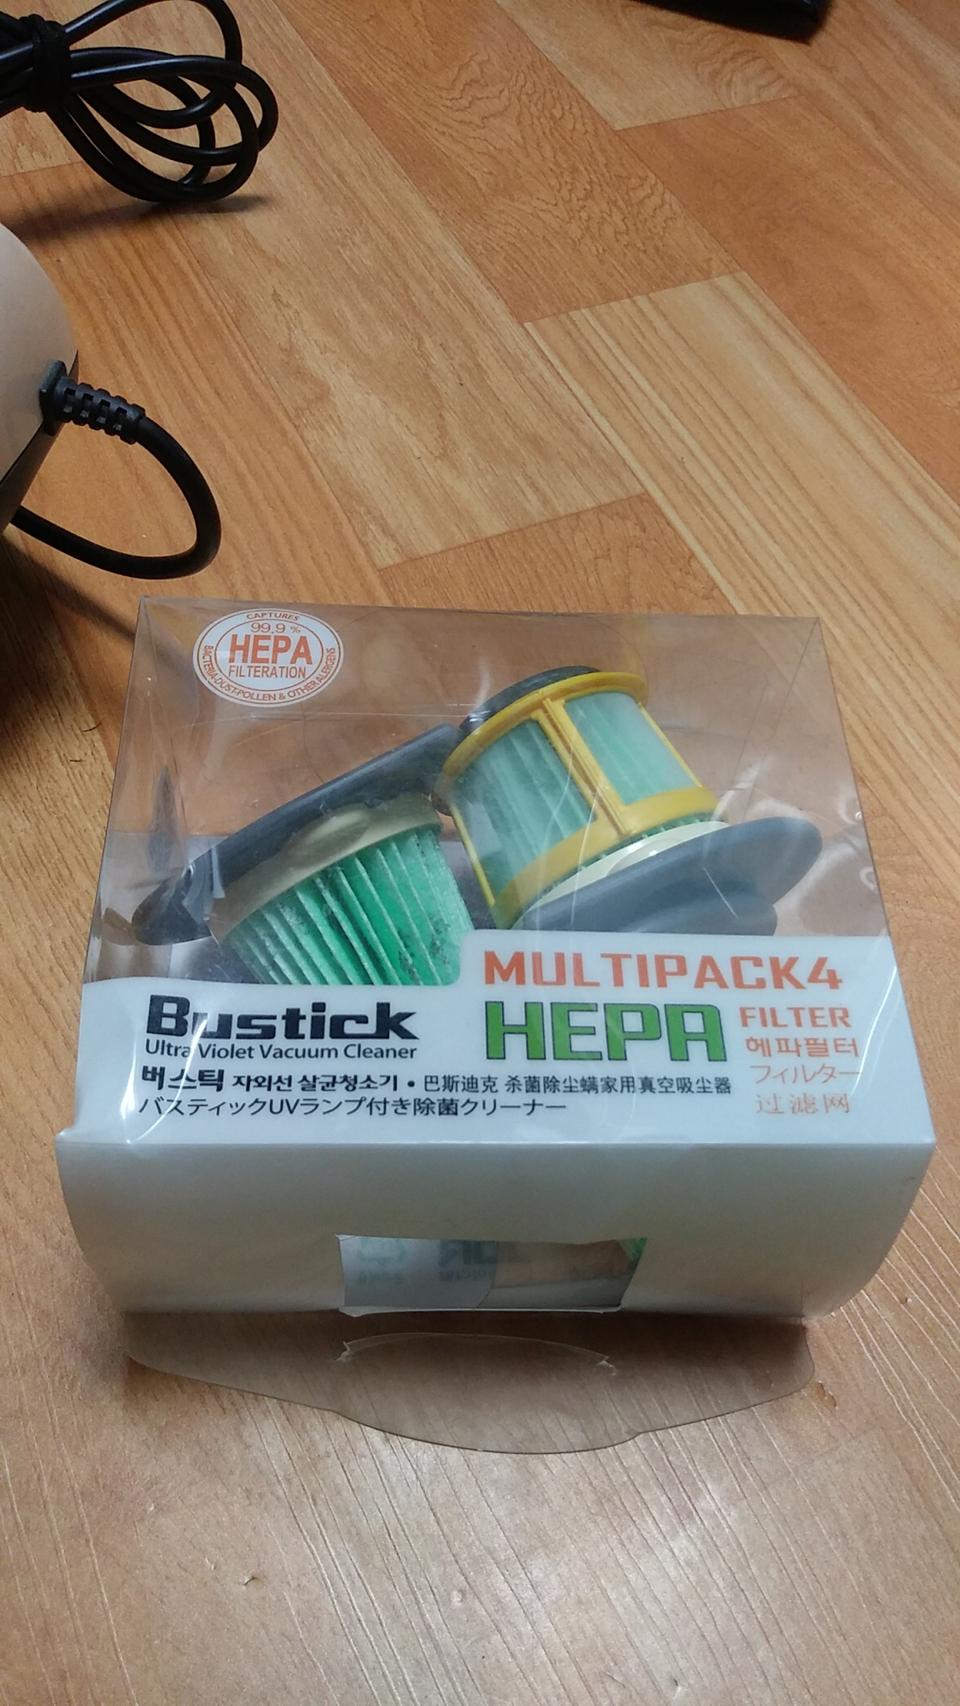 CAPTURES
99.9 %
HEPA
FILTERATION
BACTERIA·DUST·POLLEN & OTHER ALLERGENS
MULTIPACK4
Bustick
HEPA
FILTER
헤파필터
フィルター
过滤网
Ultra Violet Vacuum Cleaner
버스틱 자외선 살균청소기 • 巴斯迪克 杀菌除尘螨家用真空吸尘器
バスティックUVランプ付き除菌クリーナー